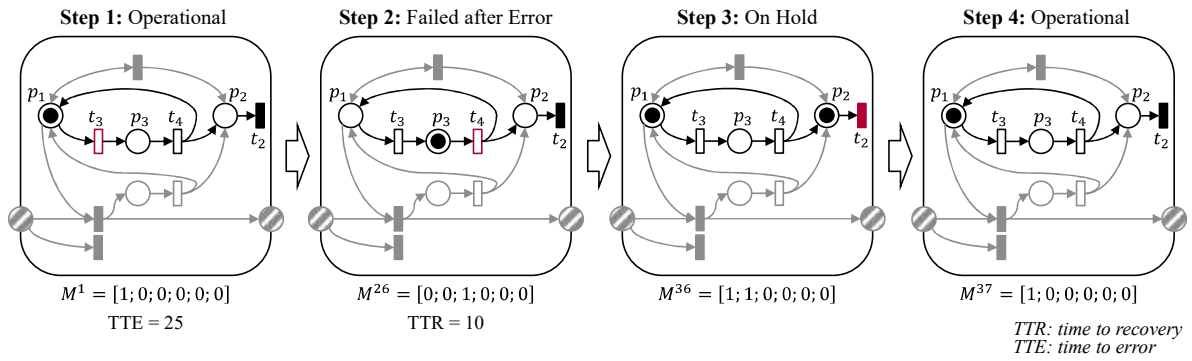 Step 1: Operational
p₁
p₂
t₃
p₃
t₄
t₂
M¹ = [1; 0; 0; 0; 0; 0]
TTE = 25
Step 2: Failed after Error
p₁
p₂
t₃
p₃
t₄
t₂
M²⁶ = [0; 0; 1; 0; 0; 0]
TTR = 10
Step 3: On Hold
p₁
p₂
t₃
p₃
t₄
t₂
M³⁶ = [1; 1; 0; 0; 0; 0]
Step 4: Operational
p₁
p₂
t₃
p₃
t₄
t₂
M³⁷ = [1; 0; 0; 0; 0; 0]
TTR: time to recovery
TTE: time to error